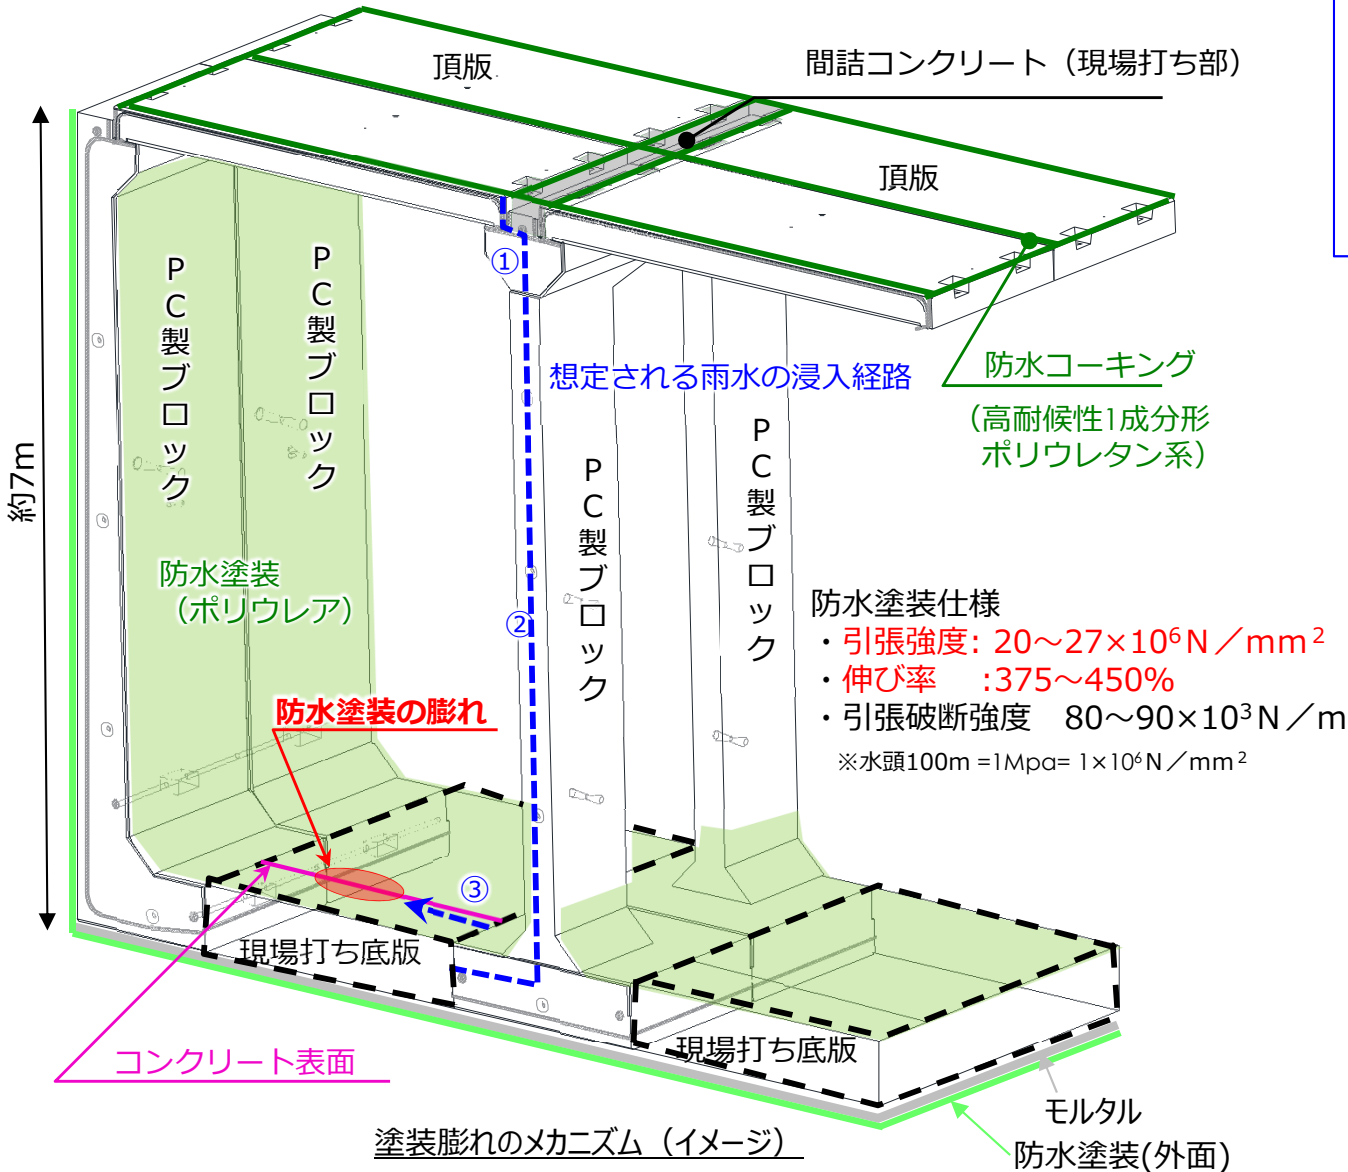 頂版
間詰コンクリート（現場打ち部）
頂版
①
PC製ブロック
PC製ブロック
想定される雨水の浸入経路
防水コーキング
（高耐候性1成分形
ポリウレタン系）
約7m
PC製ブロック
PC製ブロック
防水塗装
（ポリウレア）
②
防水塗装仕様
・引張強度: 20～27×10⁶N／mm²
・伸び率　:375～450%
・引張破断強度　80～90×10³N／m
※水頭100m =1Mpa= 1×10⁶N／mm²
防水塗装の膨れ
③
現場打ち底版
現場打ち底版
コンクリート表面
モルタル
塗装膨れのメカニズム（イメージ）
防水塗装(外面)